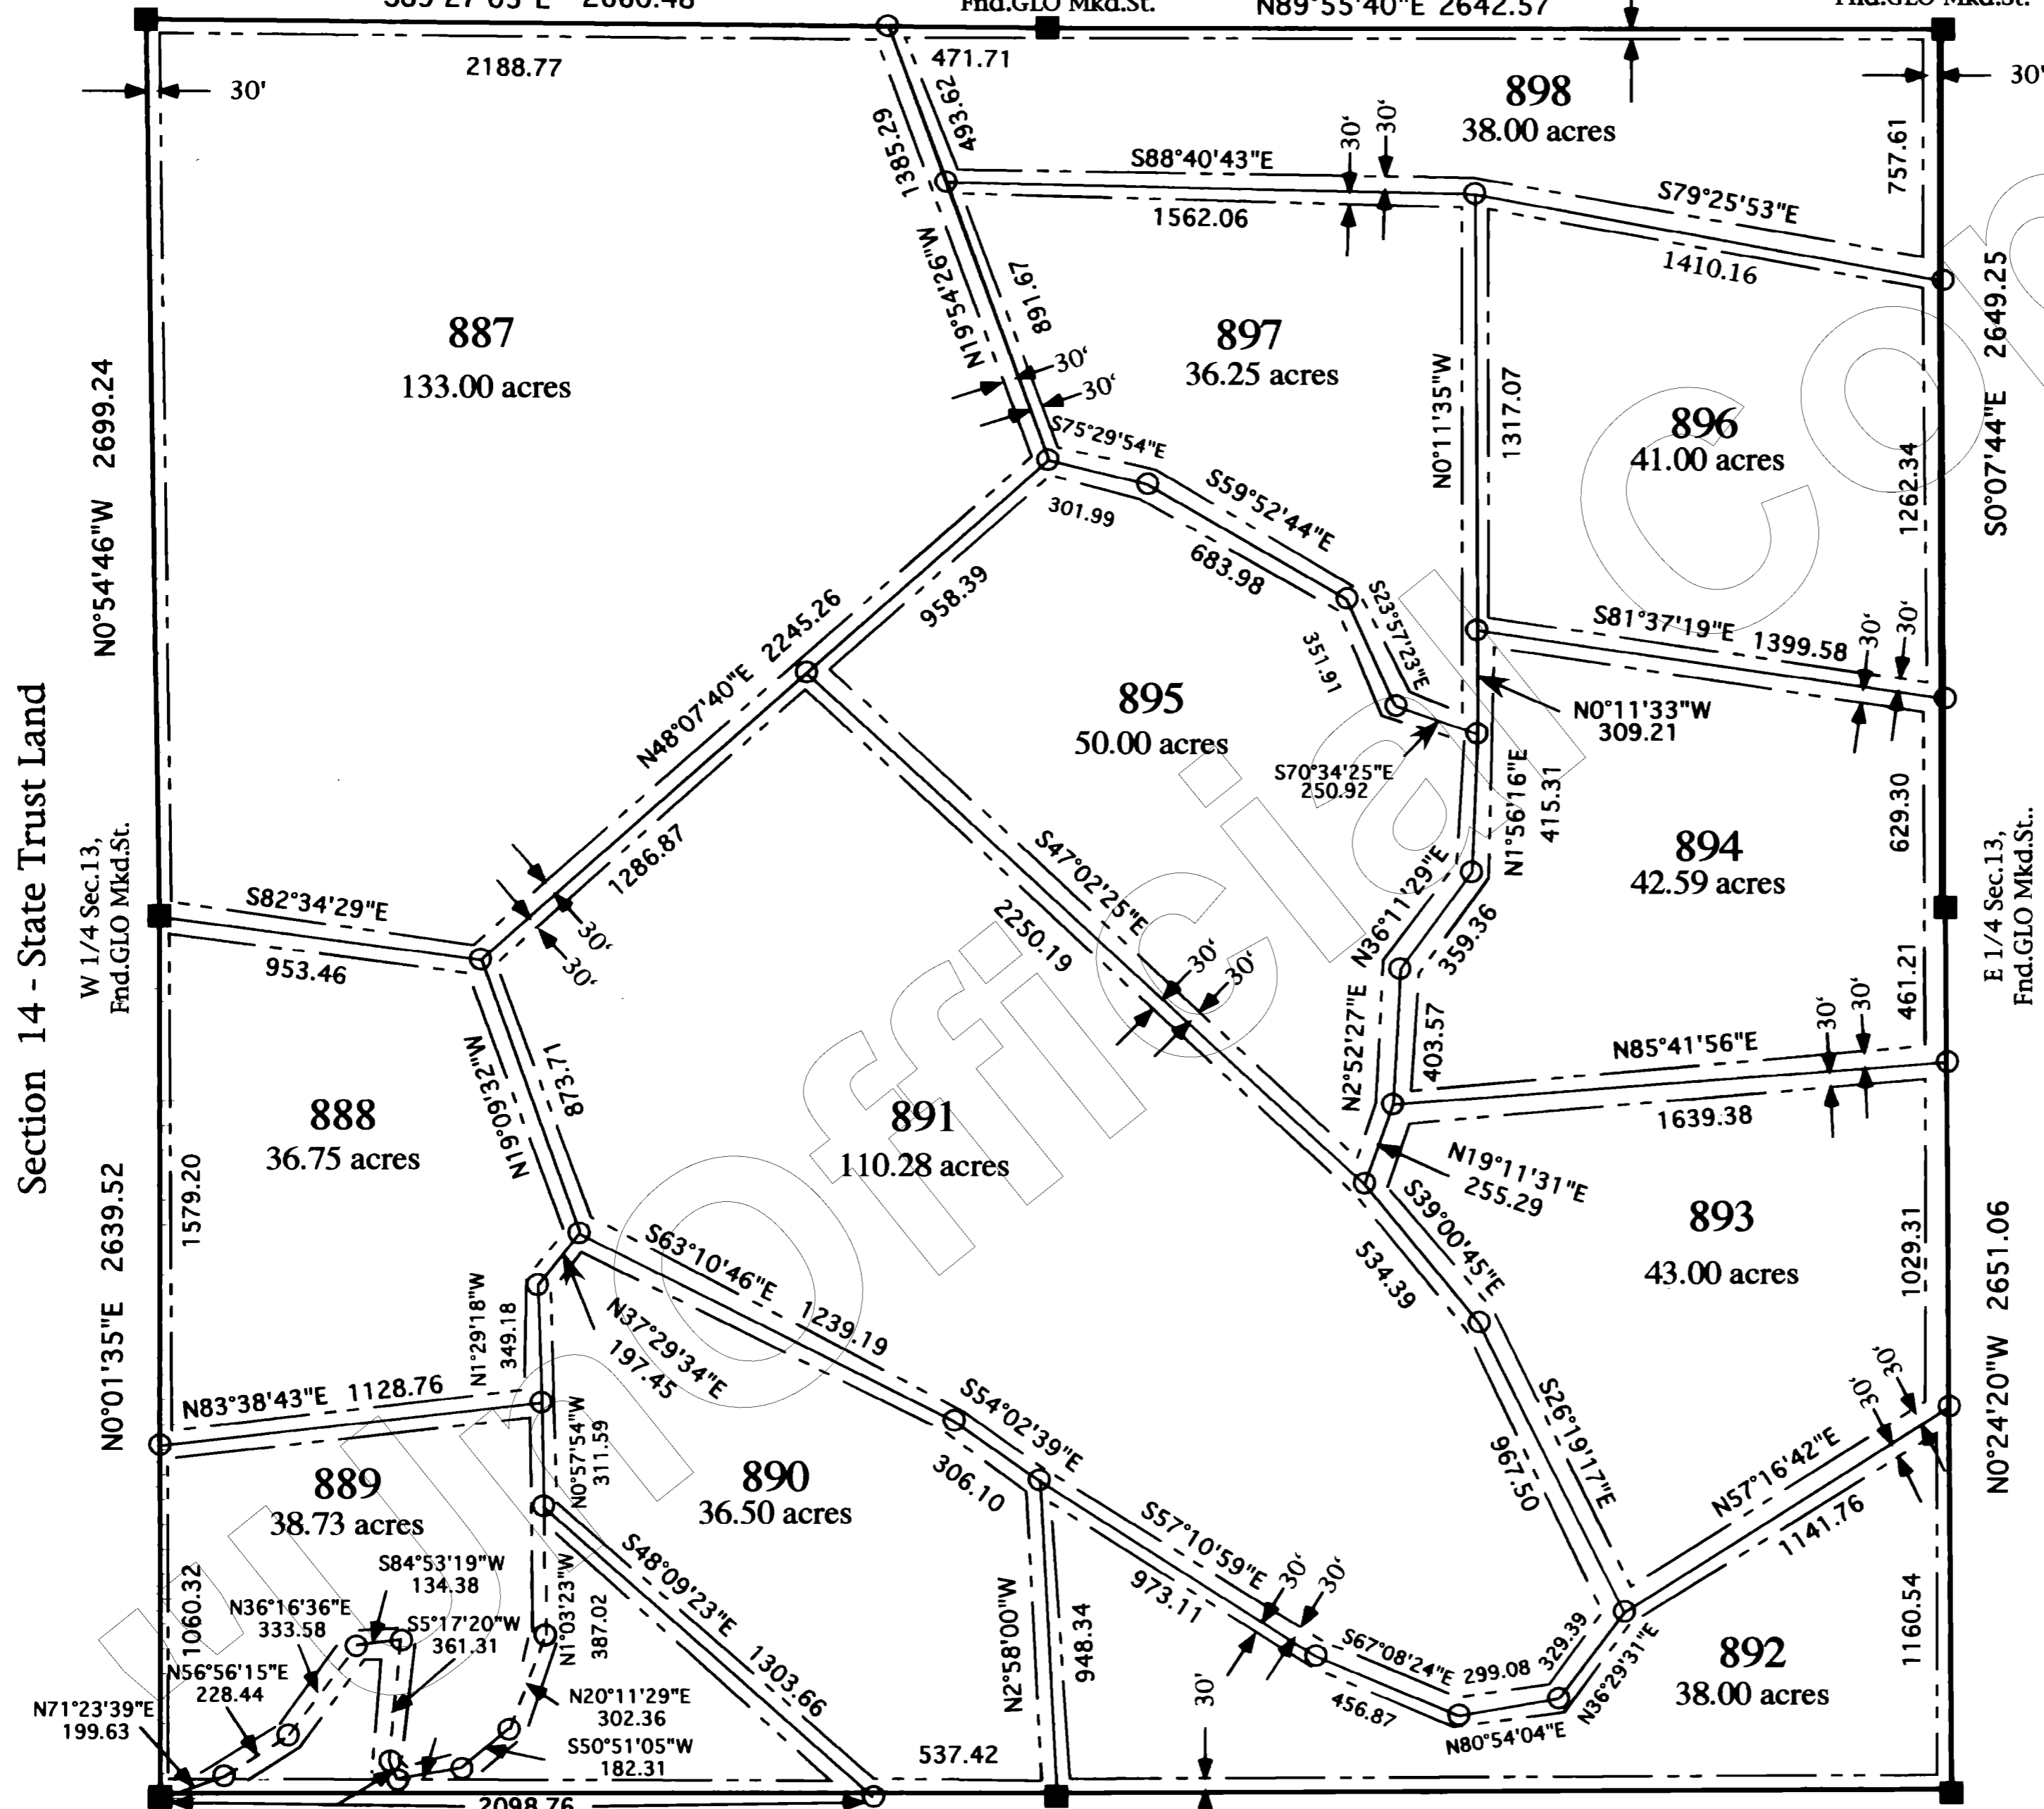 Fnd.GLO Mkd.St.
N89°55'40"E 2642.57
2188.77
471.71
30'
30'
493.62
1385.29
898
38.00 acres
757.61
30'
30'
S88°40'43"E
1562.06
S79°25'53"E
1410.16
N19°54'26"W
891.67
887
133.00 acres
897
36.25 acres
N0°11'35"W
1317.07
896
41.00 acres
1262.34
S0°07'44"E 2649.25
N0°54'46"W 2699.24
30'
30'
S75°29'54"E
301.99
S59°52'44"E
683.98
S23°57'23"E
351.91
958.39
N48°07'40"E 2245.26
S81°37'19"E 1399.58
30'
30'
N0°11'33"W
309.21
895
50.00 acres
S70°34'25"E
250.92
N1°56'16"E
415.31
629.30
894
42.59 acres
Section 14 - State Trust Land
W 1/4 Sec.13,
Fnd.GLO Mkd.St.
E 1/4 Sec.13,
Fnd.GLO Mkd.St..
1286.87
30'
30'
S82°34'29"E
953.46
S47°02'25"E
2250.19
30'
30'
N36°11'29"E
359.36
N2°52'27"E
403.57
461.21
30'
30'
N85°41'56"E
1639.38
N19°09'32"W
873.71
888
36.75 acres
891
110.28 acres
N19°11'31"E
255.29
893
43.00 acres
1029.31
N0°01'35"E 2639.52
1579.20
S39°00'45"E
534.39
S63°10'46"E
1239.19
N37°29'34"E
197.45
N1°29'18"W
349.18
N83°38'43"E 1128.76
N0°57'54"W
311.59
S54°02'39"E
306.10
S26°19'17"E
967.50
30'
30'
N57°16'42"E
1141.76
N0°24'20"W 2651.06
889
38.73 acres
890
36.50 acres
S84°53'19"W
134.38
N36°16'36"E
333.58
S5°17'20"W
361.31
N56°56'15"E
228.44
N71°23'39"E
199.63
1060.32
N1°03'23"W
387.02
S48°09'23"E
1303.66
N20°11'29"E
302.36
S50°51'05"W
182.31
N2°58'00"W
948.34
S57°10'59"E
973.11
30'
30'
S67°08'24"E
456.87
299.08
N80°54'04"E
329.39
N36°29'31"E
892
38.00 acres
1160.54
537.42
30'
2098.76
Unofficial Co